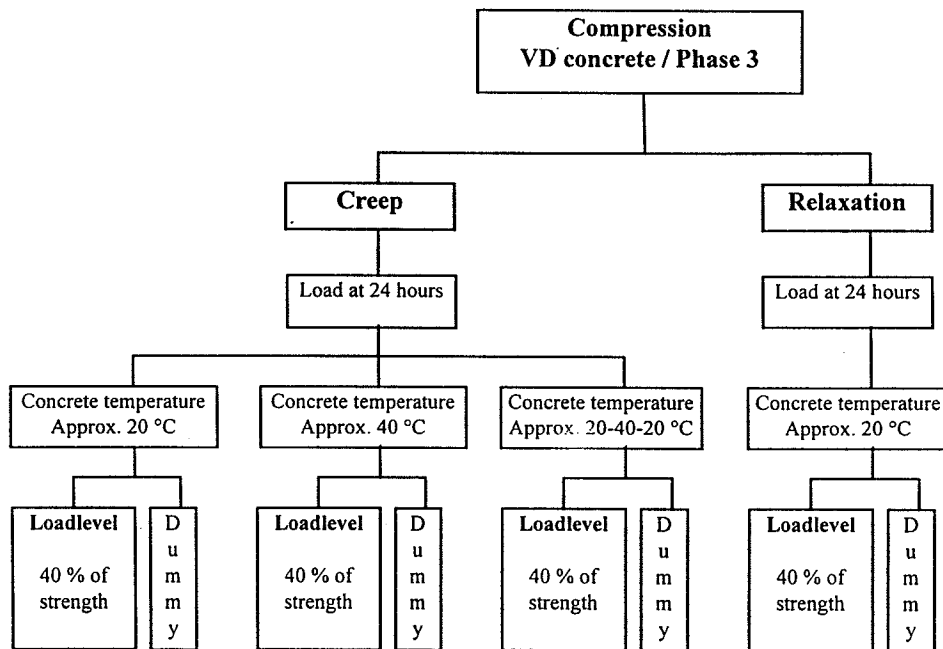 Compression
VD concrete / Phase 3
Creep
Relaxation
Load at 24 hours
Load at 24 hours
Concrete temperature
Approx. 20 °C
Concrete temperature
Approx. 40 °C
Concrete temperature
Approx. 20-40-20 °C
Concrete temperature
Approx. 20 °C
Loadlevel
40 % of
strength
D
u
m
m
y
Loadlevel
40 % of
strength
D
u
m
m
y
Loadlevel
40 % of
strength
D
u
m
m
y
Loadlevel
40 % of
strength
D
u
m
m
y